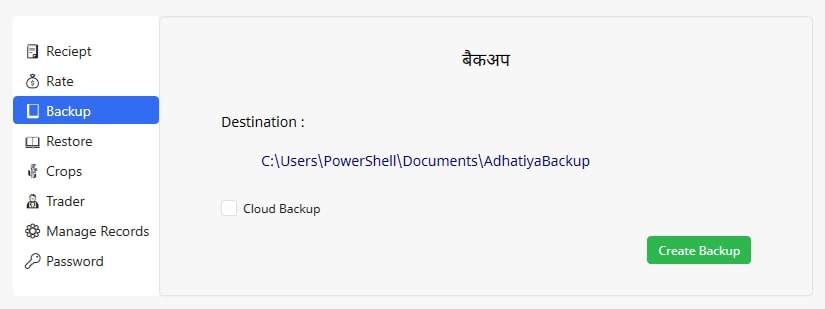 Reciept
Rate
Backup
Restore
Crops
Trader
Manage Records
Password
बैकअप
Destination :
C:\Users\PowerShell\Documents\AdhatiyaBackup
Cloud Backup
Create Backup